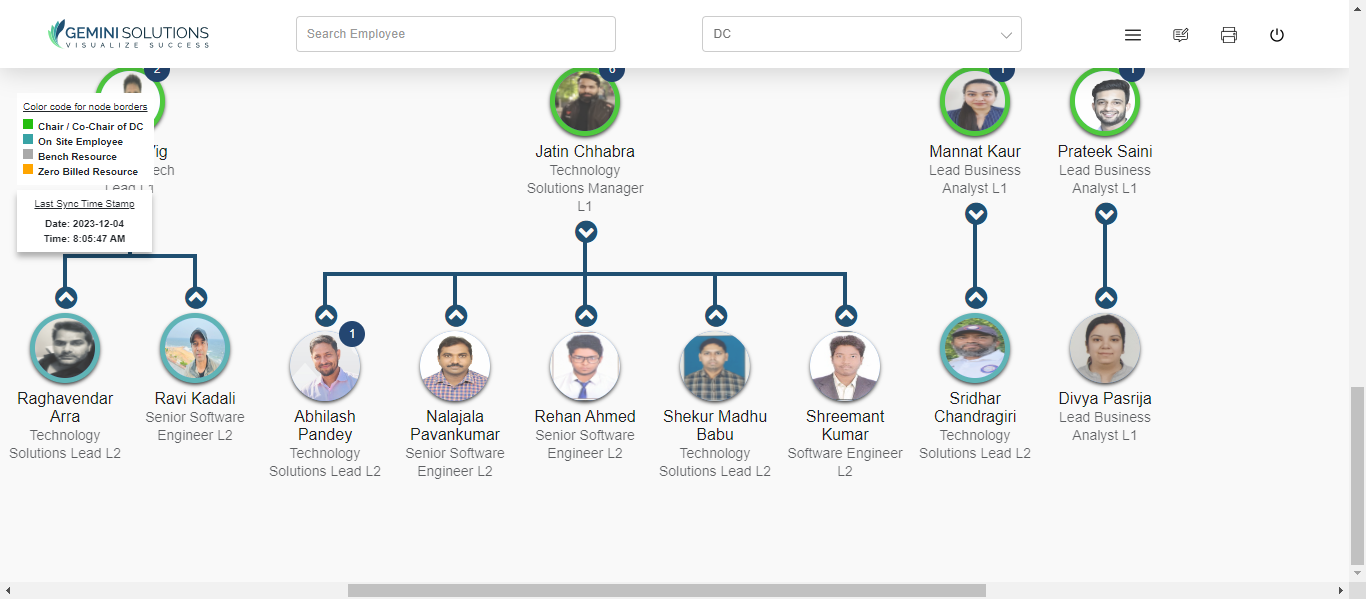 GEMINI SOLUTIONS
VISUALIZE SUCCESS
Search Employee
DC
2
6
1
1
Color code for node borders
Chair / Co-Chair of DC
On Site Employee
Bench Resource
Zero Billed Resource
Last Sync Time Stamp
Date: 2023-12-04
Time: 8:05:47 AM
Lead L1
Jatin Chhabra
Technology
Solutions Manager
L1
Mannat Kaur
Lead Business
Analyst L1
Prateek Saini
Lead Business
Analyst L1
Raghavendar
Arra
Technology
Solutions Lead L2
Ravi Kadali
Senior Software
Engineer L2
1
Abhilash
Pandey
Technology
Solutions Lead L2
Nalajala
Pavankumar
Senior Software
Engineer L2
Rehan Ahmed
Senior Software
Engineer L2
Shekur Madhu
Babu
Technology
Solutions Lead L2
Shreemant
Kumar
Software Engineer
L2
Sridhar
Chandragiri
Technology
Solutions Lead L2
Divya Pasrija
Lead Business
Analyst L1